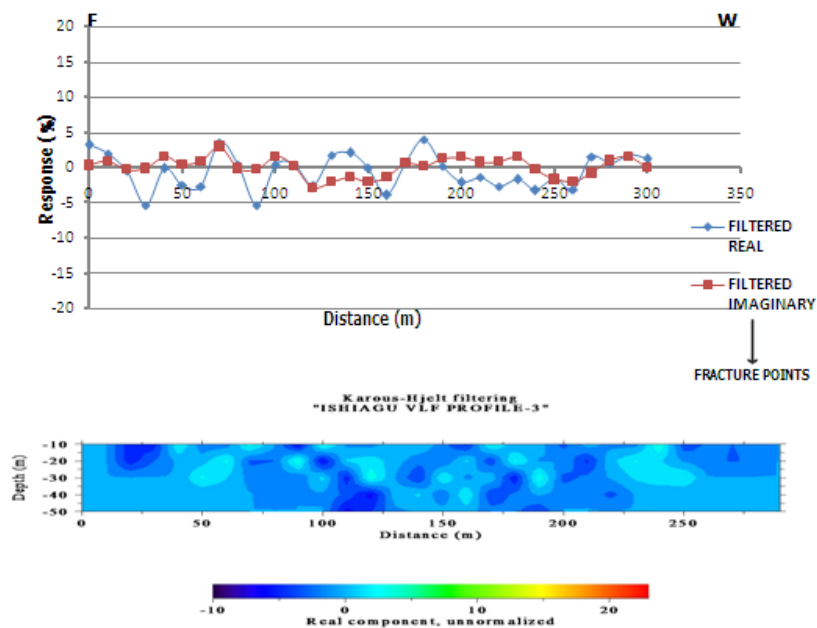 F W
20
15
10
5
0
-5
-10
-15
-20
Response (%)
0 50 100 150 200 250 300 350
Distance (m)
FILTERED
REAL
FILTERED
IMAGINARY
FRACTURE POINTS
Karous-Hjelt filtering
"ISHIAGU VLF PROFILE-3"
Depth (m)
-10
-20
-30
-40
-50
0 50 100 150 200 250
Distance (m)
-10 0 10 20
Real component, unnormalized